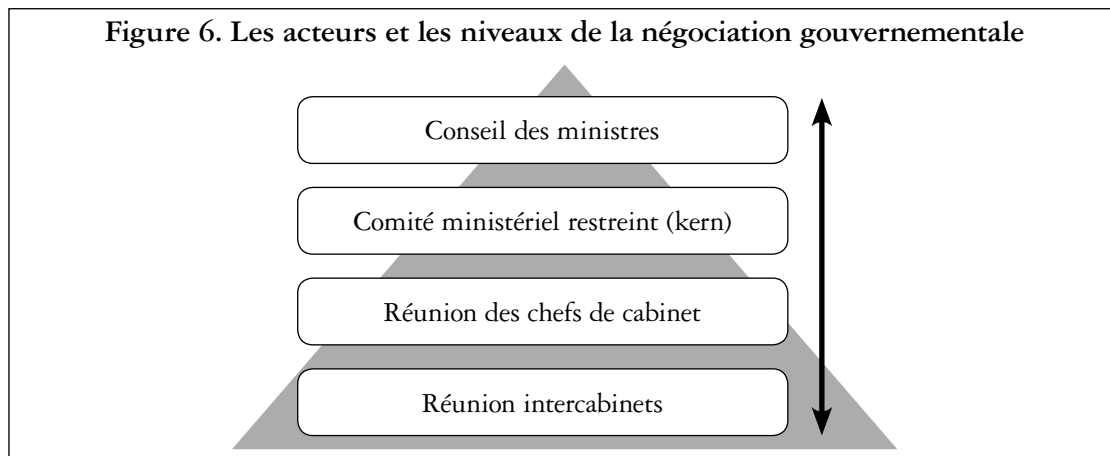 Figure 6. Les acteurs et les niveaux de la négociation gouvernementale
Conseil des ministres
Comité ministériel restreint (kern)
Réunion des chefs de cabinet
Réunion intercabinets